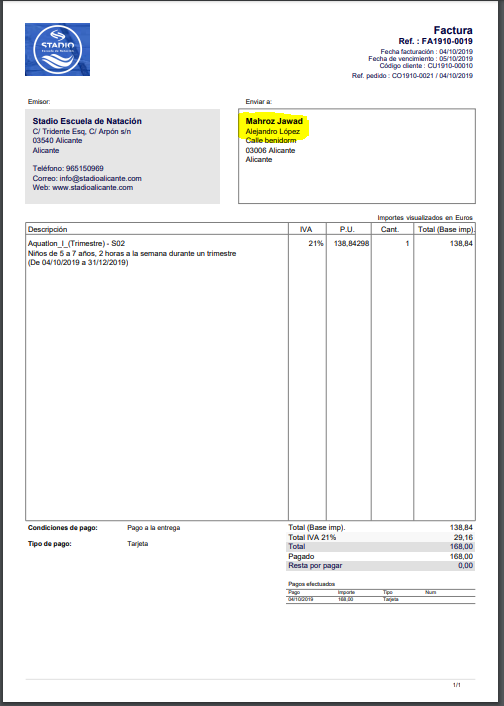 STADIO
Escuela de Natación
Factura
Ref. : FA1910-0019
Fecha facturación : 04/10/2019
Fecha de vencimiento : 05/10/2019
Código cliente : CU1910-00010
Ref. pedido : CO1910-0021 / 04/10/2019
Emisor:
Stadio Escuela de Natación
C/ Tridente Esq, C/ Arpón s/n
03540 Alicante
Alicante
Teléfono: 965150969
Correo: info@stadioalicante.com
Web: www.stadioalicante.com
Enviar a:
Mahroz Jawad
Alejandro López
Calle benidorm
03006 Alicante
Alicante
Importes visualizados en Euros
Descripción IVA P.U. Cant. Total (Base imp).
Aquatlon_I_(Trimestre) - S02 21% 138,84298 1 138,84
Niños de 5 a 7 años, 2 horas a la semana durante un trimestre
(De 04/10/2019 a 31/12/2019)
Condiciones de pago: Pago a la entrega
Tipo de pago: Tarjeta
Total (Base imp). 138,84
Total IVA 21% 29,16
Total 168,00
Pagado 168,00
Resta por pagar 0,00
Pagos efectuados
Pago Importe Tipo Num
04/10/2019 168,00 Tarjeta
1/1